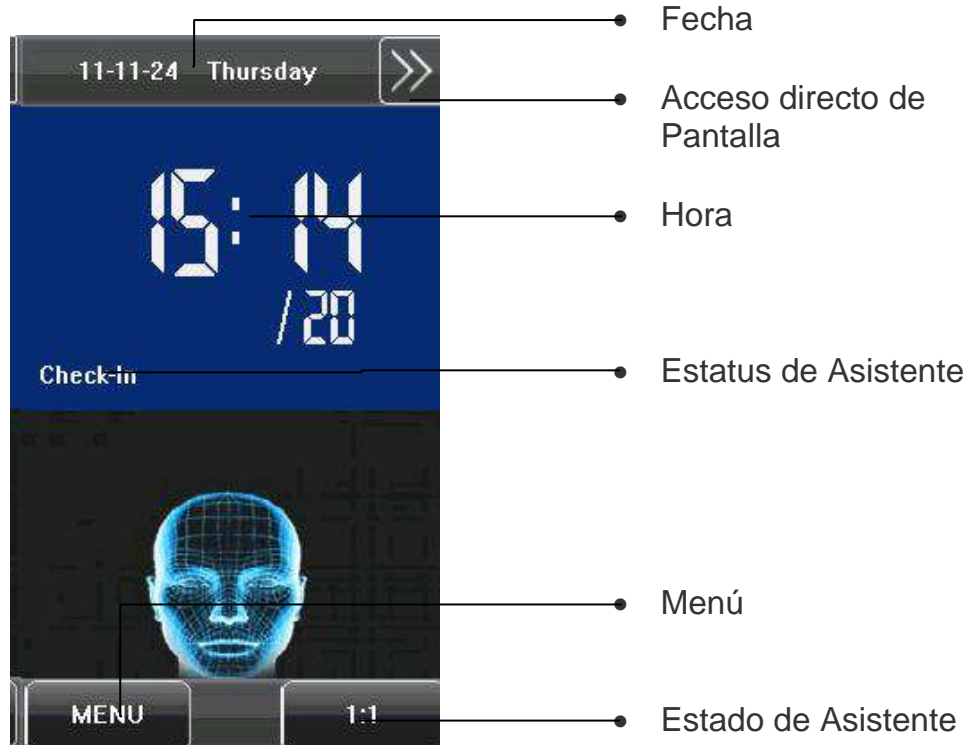 Fecha
11-11-24 Thursday
Acceso directo de
Pantalla
15:14
Hora
/20
Check-In
Estatus de Asistente
Menú
MENU
1:1
Estado de Asistente